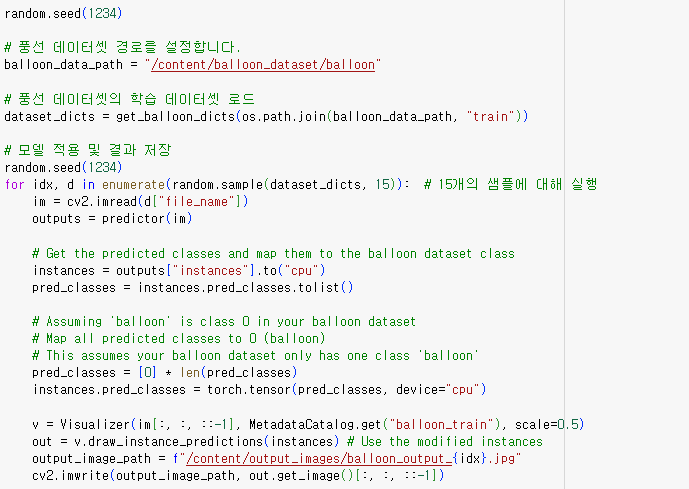 random.seed(1234)

# 풍선 데이터셋 경로를 설정합니다.
balloon_data_path = "/content/balloon_dataset/balloon"

# 풍선 데이터셋의 학습 데이터셋 로드
dataset_dicts = get_balloon_dicts(os.path.join(balloon_data_path, "train"))

# 모델 적용 및 결과 저장
random.seed(1234)
for idx, d in enumerate(random.sample(dataset_dicts, 15)):  # 15개의 샘플에 대해 실행
    im = cv2.imread(d["file_name"])
    outputs = predictor(im)

    # Get the predicted classes and map them to the balloon dataset class
    instances = outputs["instances"].to("cpu")
    pred_classes = instances.pred_classes.tolist()

    # Assuming 'balloon' is class 0 in your balloon dataset
    # Map all predicted classes to 0 (balloon)
    # This assumes your balloon dataset only has one class 'balloon'
    pred_classes = [0] * len(pred_classes)
    instances.pred_classes = torch.tensor(pred_classes, device="cpu")

    v = Visualizer(im[:, :, ::-1], MetadataCatalog.get("balloon_train"), scale=0.5)
    out = v.draw_instance_predictions(instances) # Use the modified instances
    output_image_path = f"/content/output_images/balloon_output_{idx}.jpg"
    cv2.imwrite(output_image_path, out.get_image()[:, :, ::-1])